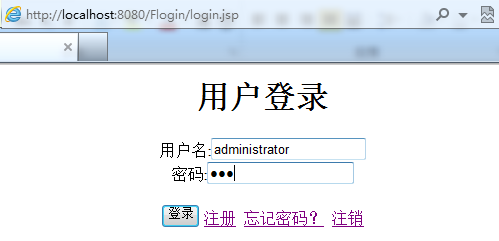 http://localhost:8080/Flogin/login.jsp
用户登录
用户名:administrator
密码:●●●
登录 注册 忘记密码？ 注销